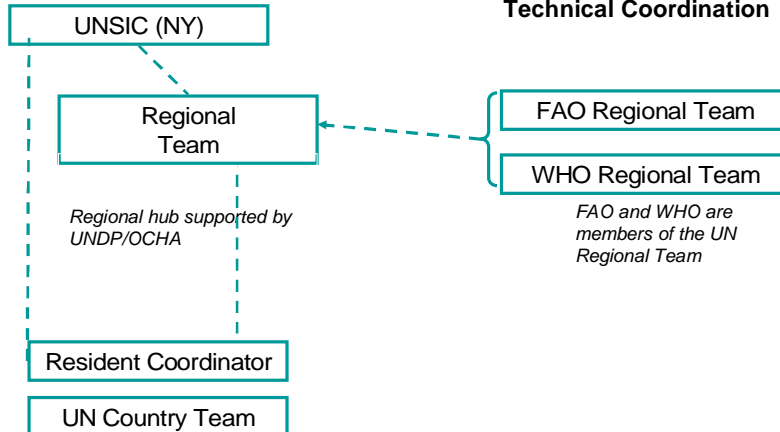 Technical Coordination
UNSIC (NY)
Regional
Team
FAO Regional Team
WHO Regional Team
Regional hub supported by
UNDP/OCHA
FAO and WHO are
members of the UN
Regional Team
Resident Coordinator
UN Country Team